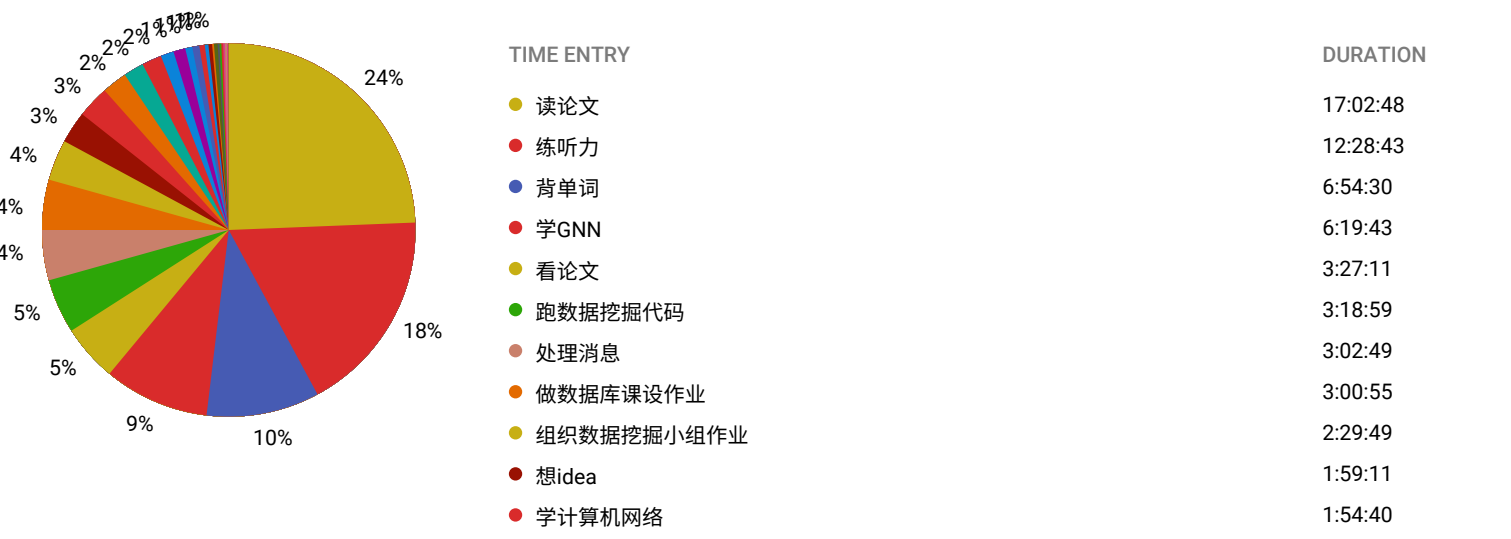 TIME ENTRY DURATION
读论文 17:02:48
练听力 12:28:43
背单词 6:54:30
学GNN 6:19:43
看论文 3:27:11
跑数据挖掘代码 3:18:59
处理消息 3:02:49
做数据库课设作业 3:00:55
组织数据挖掘小组作业 2:29:49
想idea 1:59:11
学计算机网络 1:54:40
24%
18%
10%
9%
5%
5%
4%
4%
4%
3%
3%
2%
2%
2%
1%